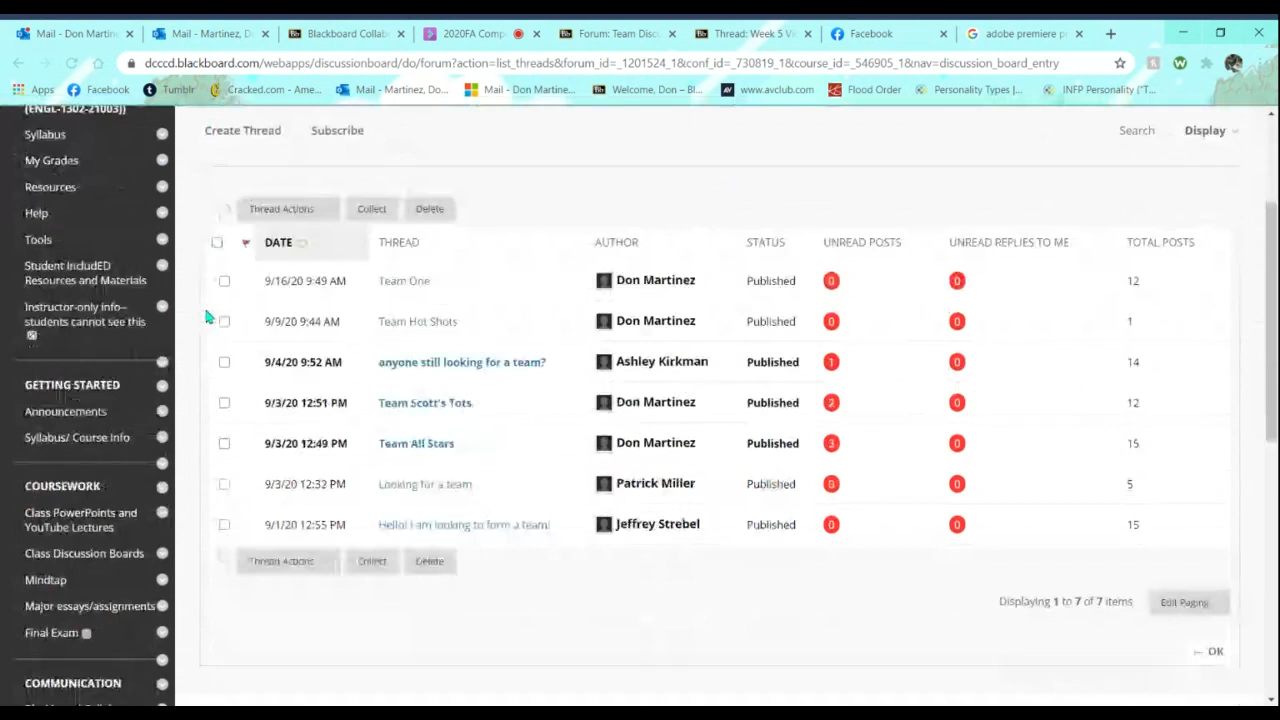 Mail - Don Martin Mail - Martinez, D Blackboard Collab 2020FA Comp Forum: Team Disc Thread: Week 5 Vi Facebook adobe premiere p
dcccd.blackboard.com/webapps/discussionboard/do/forum?action=list_threads&forum_id=_1201524_1&conf_id=_730819_1&course_id=_546905_1&nav=discussion_board_entry
Apps Facebook Tumblr Cracked.com - Ame... Mail - Martinez, Do... Mail - Don Martine... Welcome, Don – Bl... www.avclub.com Flood Order Personality Types |... INFP Personality ("T...
(ENGL-1302-21003))
Syllabus
My Grades
Resources
Help
Tools
Student IncludED
Resources and Materials
Instructor-only info--
students cannot see this
GETTING STARTED
Announcements
Syllabus/ Course Info
COURSEWORK
Class PowerPoints and
YouTube Lectures
Class Discussion Boards
Mindtap
Major essays/assignments
Final Exam
COMMUNICATION
Create Thread Subscribe Search Display
Thread Actions Collect Delete
DATE THREAD AUTHOR STATUS UNREAD POSTS UNREAD REPLIES TO ME TOTAL POSTS
9/16/20 9:49 AM Team One Don Martinez Published 0 0 12
9/9/20 9:44 AM Team Hot Shots Don Martinez Published 0 0 1
9/4/20 9:52 AM anyone still looking for a team? Ashley Kirkman Published 1 0 14
9/3/20 12:51 PM Team Scott's Tots Don Martinez Published 2 0 12
9/3/20 12:49 PM Team All Stars Don Martinez Published 3 0 15
9/3/20 12:32 PM Looking for a team Patrick Miller Published 0 0 5
9/1/20 12:55 PM Hello! I am looking to form a team! Jeffrey Strebel Published 0 0 15
Thread Actions Collect Delete
Displaying 1 to 7 of 7 items Edit Paging
← OK